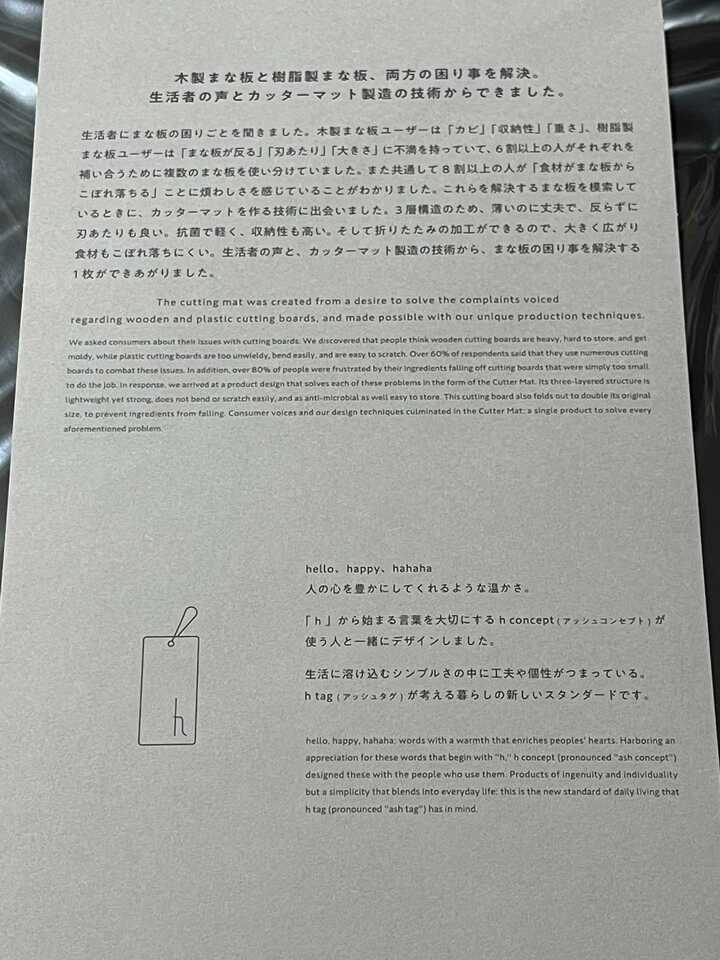 木製まな板と樹脂製まな板、両方の困り事を解決。
生活者の声とカッターマット製造の技術からできました。
生活者にまな板の困りごとを聞きました。木製まな板ユーザーは「カビ」「収納性」「重さ」、樹脂製
まな板ユーザーは「まな板が反る」「刃あたり」「大きさ」に不満を持っていて、6割以上の人がそれぞれを
補い合うために複数のまな板を使い分けていました。また共通して8割以上の人が「食材がまな板から
こぼれ落ちる」ことに煩わしさを感じていることがわかりました。これらを解決するまな板を模索して
いるときに、カッターマットを作る技術に出会いました。3層構造のため、薄いのに丈夫で、反らずに
刃あたりも良い。抗菌で軽く、収納性も高い。そして折りたたみの加工ができるので、大きく広がり
食材もこぼれ落ちにくい。生活者の声と、カッターマット製造の技術から、まな板の困り事を解決する
1枚ができあがりました。
The cutting mat was created from a desire to solve the complaints voiced
regarding wooden and plastic cutting boards, and made possible with our unique production techniques.
We asked consumers about their issues with cutting boards. We discovered that people think wooden cutting boards are heavy, hard to store, and get
moldy, while plastic cutting boards are too unwieldy, bend easily, and are easy to scratch. Over 60% of respondents said that they use numerous cutting
boards to combat these issues. In addition, over 80% of people were frustrated by their ingredients falling off cutting boards that were simply too small
to do the job. In response, we arrived at a product design that solves each of these problems in the form of the Cutter Mat. Its three-layered structure is
lightweight yet strong, does not bend or scratch easily, and as anti-microbial as well easy to store. This cutting board also folds out to double its original
size, to prevent ingredients from falling. Consumer voices and our design techniques culminated in the Cutter Mat: a single product to solve every
aforementioned problem.
hello、happy、hahaha
人の心を豊かにしてくれるような温かさ。
「h」から始まる言葉を大切にする h concept (アッシュコンセプト) が
使う人と一緒にデザインしました。
生活に溶け込むシンプルさの中に工夫や個性がつまっている。
h tag (アッシュタグ) が考える暮らしの新しいスタンダードです。
h
hello, happy, hahaha: words with a warmth that enriches peoples' hearts. Harboring an
appreciation for these words that begin with "h," h concept (pronounced "ash concept")
designed these with the people who use them. Products of ingenuity and individuality
but a simplicity that blends into everyday life: this is the new standard of daily living that
h tag (pronounced "ash tag") has in mind.